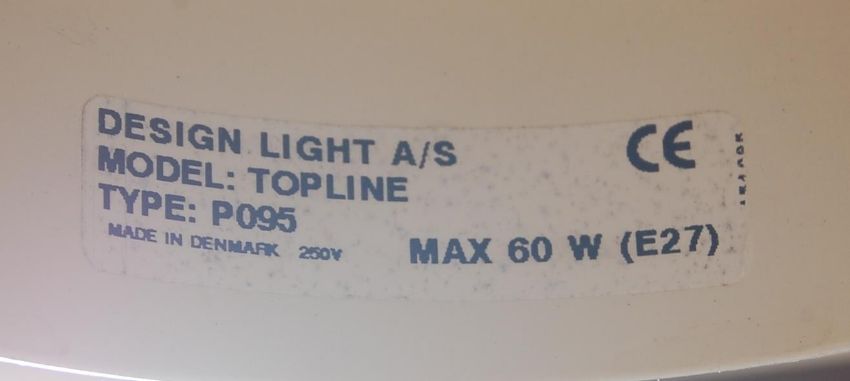 DESIGN LIGHT A/S
MODEL: TOPLINE
TYPE: P095
MADE IN DENMARK 250V
CE
MAX 60 W (E27)